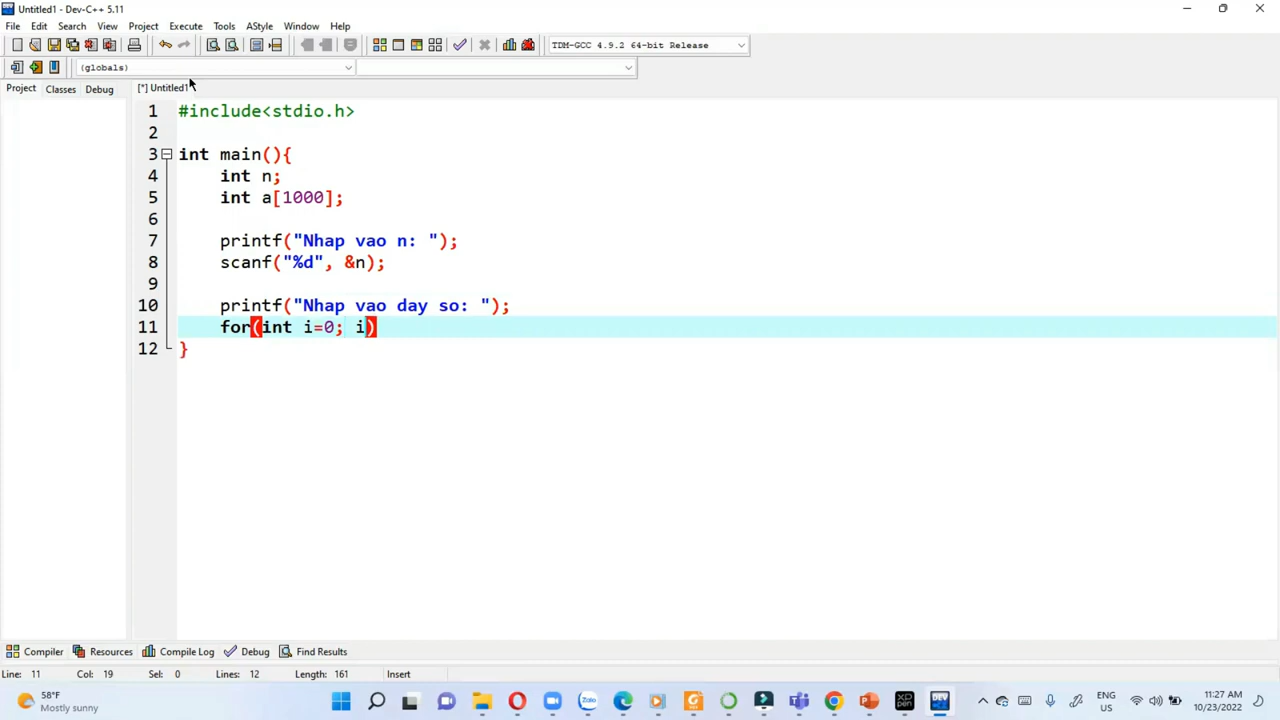 Untitled1 - Dev-C++ 5.11
File Edit Search View Project Execute Tools AStyle Window Help
TDM-GCC 4.9.2 64-bit Release
(globals)
Project Classes Debug
[*] Untitled1
1 #include<stdio.h>
2
3 int main(){
4 int n;
5 int a[1000];
6
7 printf("Nhap vao n: ");
8 scanf("%d", &n);
9
10 printf("Nhap vao day so: ");
11 for(int i=0; i)
12 }
Compiler Resources Compile Log Debug Find Results
Line: 11 Col: 19 Sel: 0 Lines: 12 Length: 161 Insert
58°F
Mostly sunny
Zalo
xp pen
DEV
ENG
US
11:27 AM
10/23/2022